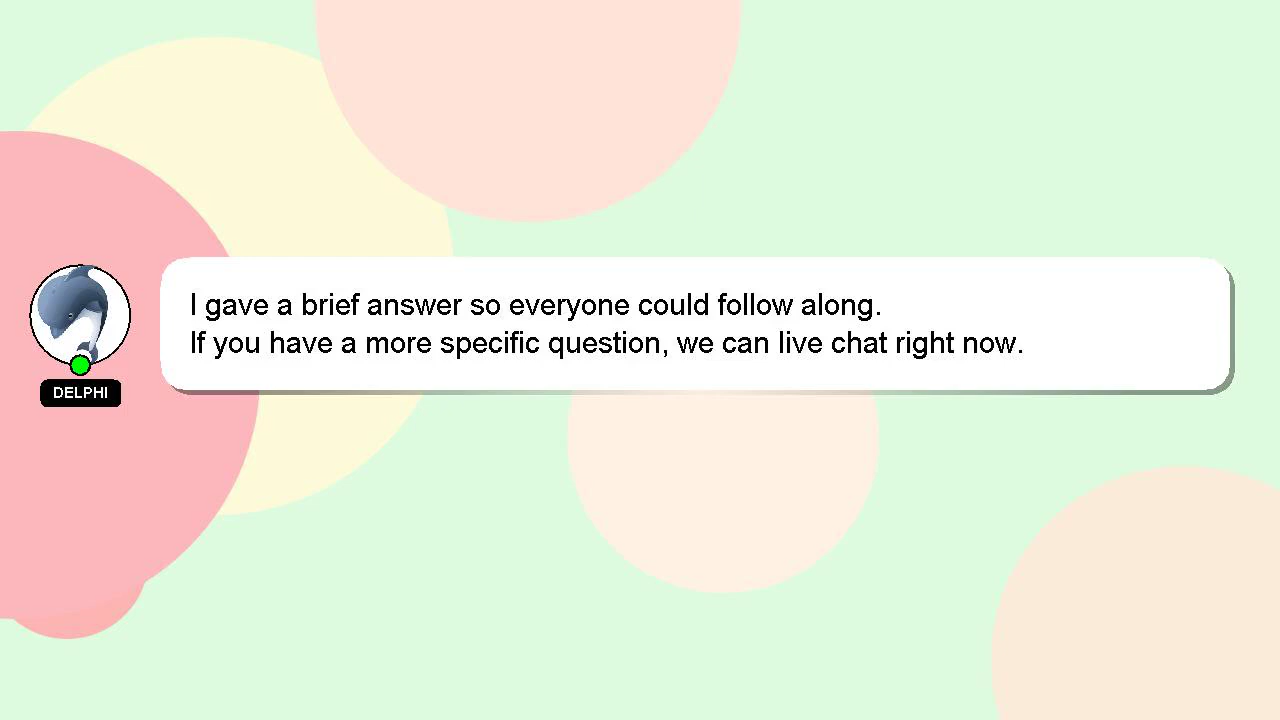 I gave a brief answer so everyone could follow along.
If you have a more specific question, we can live chat right now.
DELPHI